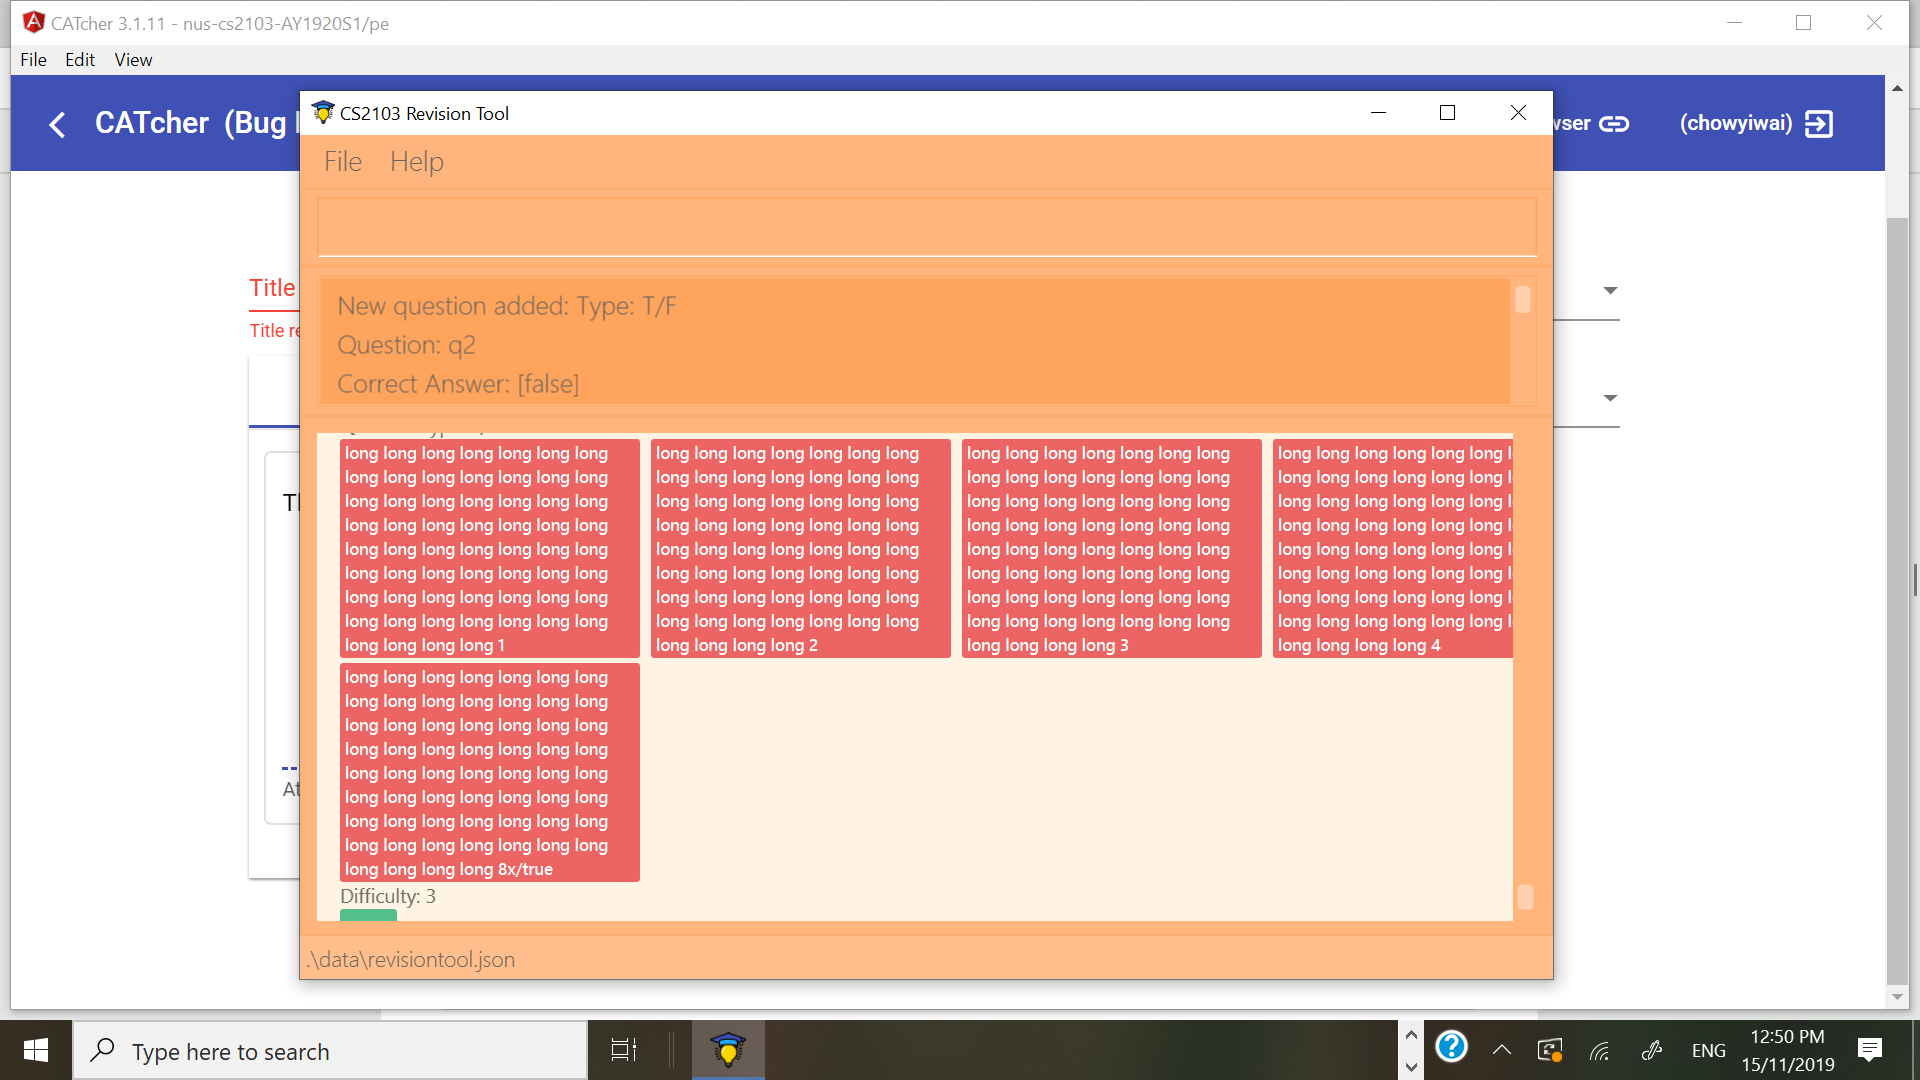 CATcher 3.1.11 - nus-cs2103-AY1920S1/pe
File Edit View
CATcher (Bug
(chowyiwai)
CS2103 Revision Tool
File Help
Title
Title
New question added: Type: T/F
Question: q2
Correct Answer: [false]
long long long long long long long
long long long long long long long
long long long long long long long
long long long long long long long
long long long long long long long
long long long long long long long
long long long long long long long
long long long long long long long
long long long long 1
long long long long long long long
long long long long long long long
long long long long long long long
long long long long long long long
long long long long long long long
long long long long long long long
long long long long long long long
long long long long long long long
long long long long 2
long long long long long long long
long long long long long long long
long long long long long long long
long long long long long long long
long long long long long long long
long long long long long long long
long long long long long long long
long long long long long long long
long long long long 3
long long long long long long
long long long long long long
long long long long long long
long long long long long long
long long long long long long
long long long long long long
long long long long long long
long long long long long long
long long long long 4
long long long long long long long
long long long long long long long
long long long long long long long
long long long long long long long
long long long long long long long
long long long long long long long
long long long long long long long
long long long long long long long
long long long long 8x/true
Difficulty: 3
.\data\revisiontool.json
Type here to search
ENG
12:50 PM
15/11/2019